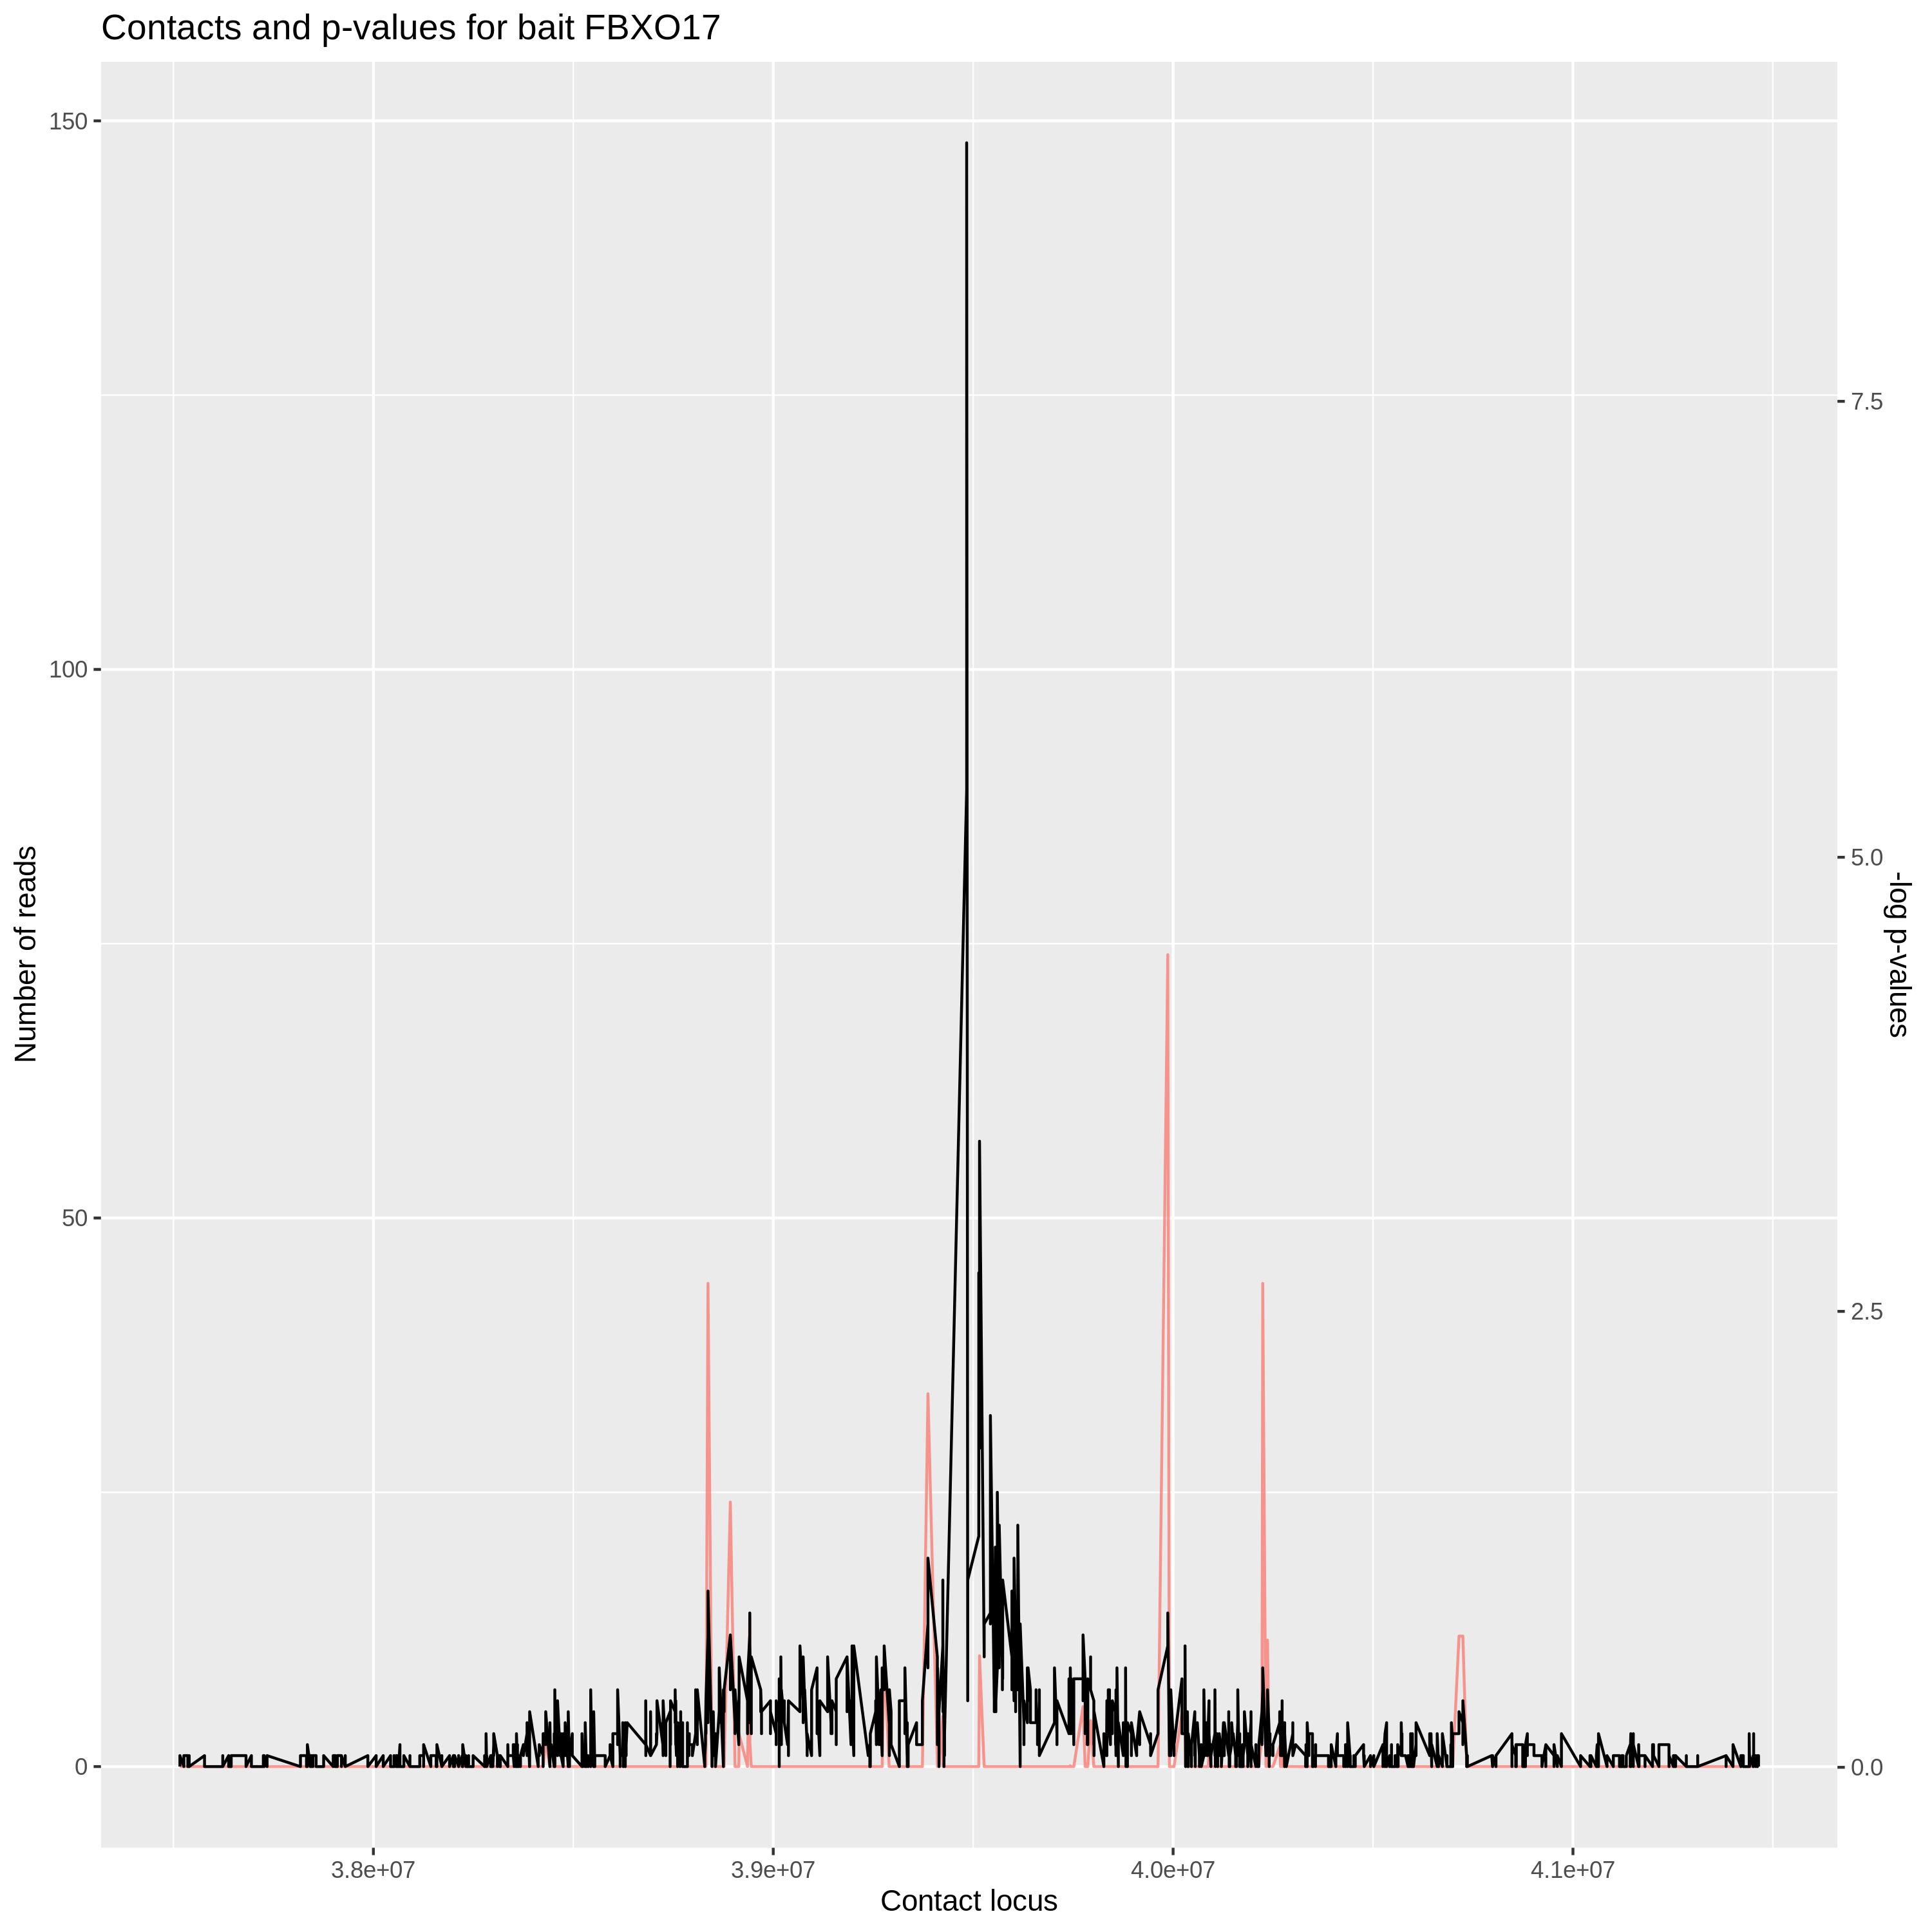 Contacts and p-values for bait FBXO17
150
100
50
0
Number of reads
7.5
5.0
2.5
0.0
-log p-values
3.8e+07
3.9e+07
4.0e+07
4.1e+07
Contact locus